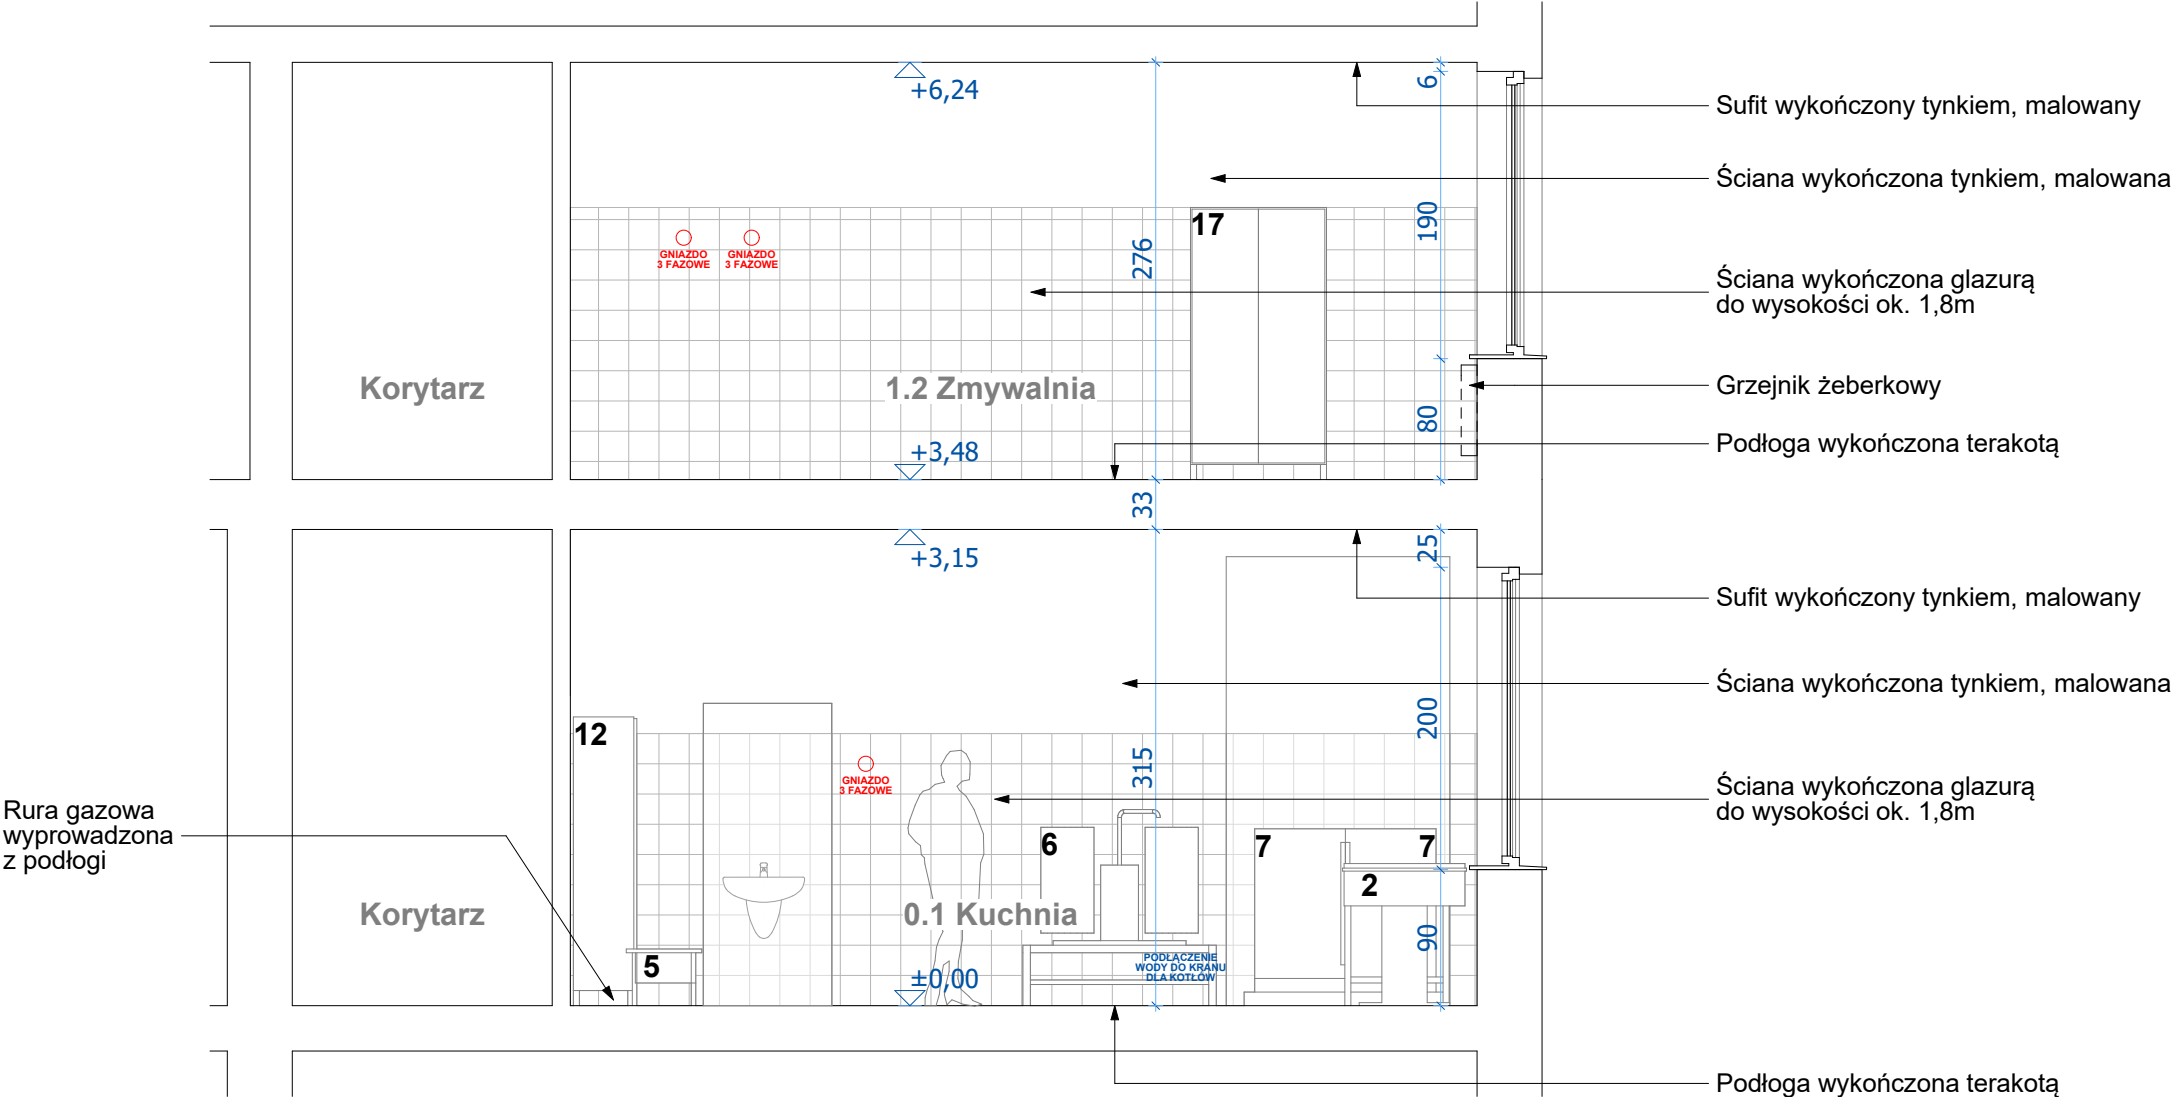 +6,24
6
Sufit wykończony tynkiem, malowany
Ściana wykończona tynkiem, malowana
17
190
276
GNIAZDO
3 FAZOWE
GNIAZDO
3 FAZOWE
Ściana wykończona glazurą
do wysokości ok. 1,8m
Korytarz
1.2 Zmywalnia
Grzejnik żeberkowy
80
+3,48
Podłoga wykończona terakotą
33
+3,15
25
Sufit wykończony tynkiem, malowany
Ściana wykończona tynkiem, malowana
200
12
315
GNIAZDO
3 FAZOWE
Ściana wykończona glazurą
do wysokości ok. 1,8m
Rura gazowa
wyprowadzona
z podłogi
6
7
7
2
Korytarz
0.1 Kuchnia
90
5
PODŁĄCZENIE
WODY DO KRANU
DLA KOTŁÓW
±0,00
Podłoga wykończona terakotą